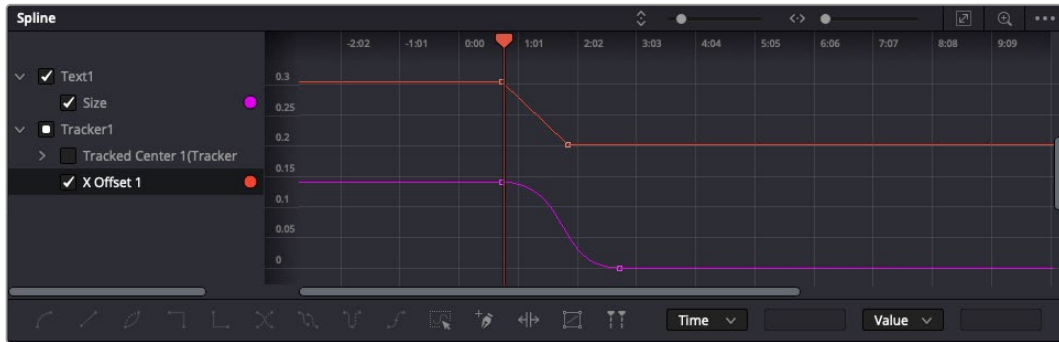 Spline
-2:02 -1:01 0:00 1:01 2:02 3:03 4:04 5:05 6:06 7:07 8:08 9:09
Text1
Size
Tracker1
Tracked Center 1(Tracker
X Offset 1
0.3
0.25
0.2
0.15
0.1
0.05
0
Time Value